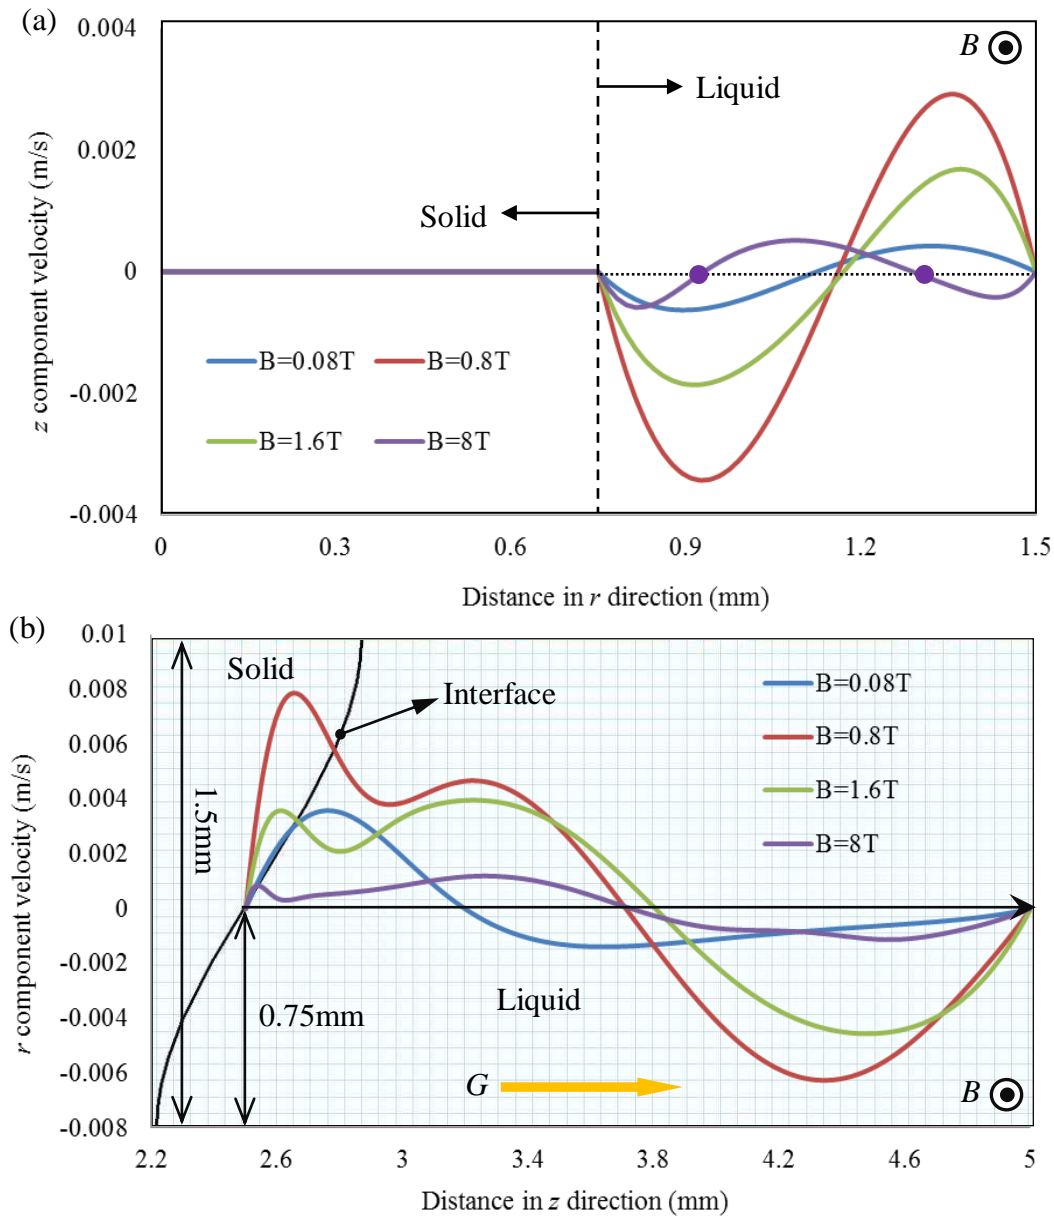 (a)
0.004
0.002
0
-0.002
-0.004
z component velocity (m/s)
B
Liquid
Solid
B=0.08T
B=0.8T
B=1.6T
B=8T
0
0.3
0.6
0.9
1.2
1.5
Distance in r direction (mm)
(b)
0.01
0.008
0.006
0.004
0.002
0
-0.002
-0.004
-0.006
-0.008
r component velocity (m/s)
Solid
Interface
1.5mm
0.75mm
Liquid
G
B
B=0.08T
B=0.8T
B=1.6T
B=8T
2.2
2.6
3
3.4
3.8
4.2
4.6
5
Distance in z direction (mm)